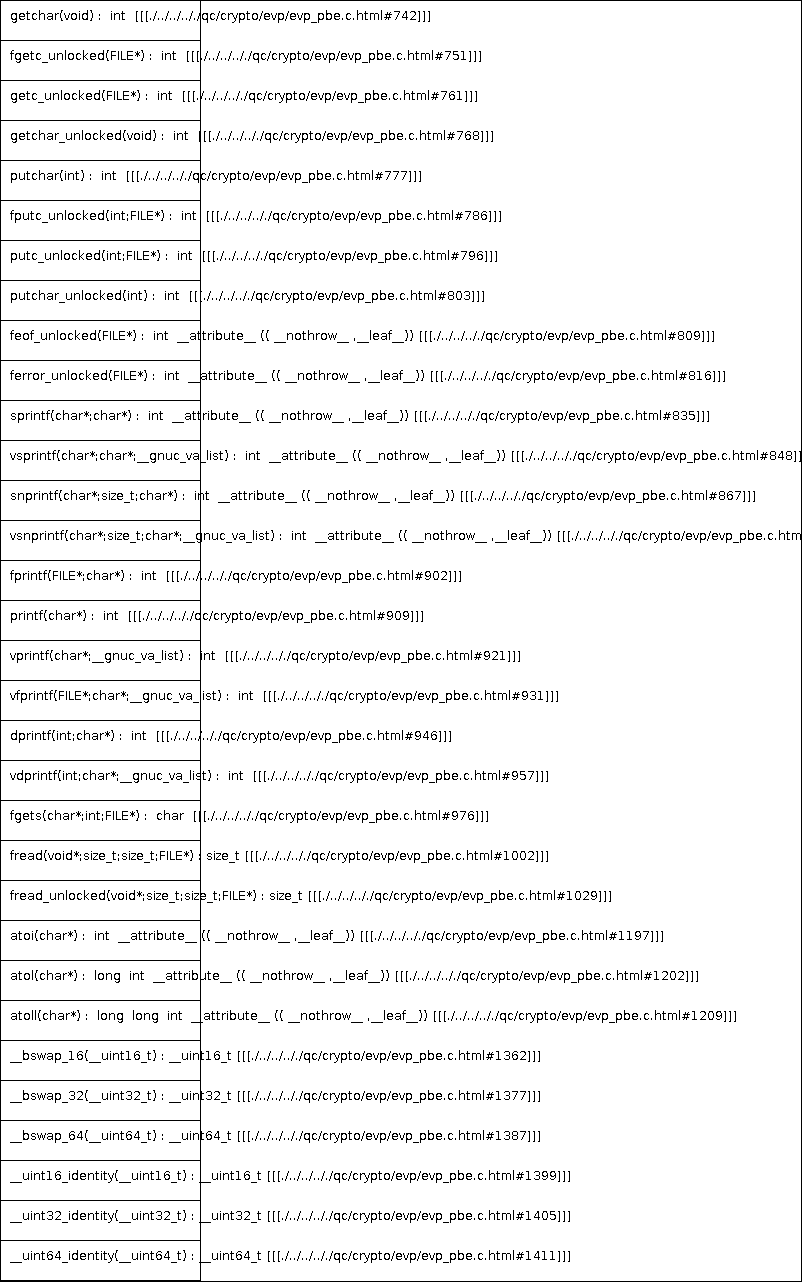 getchar(void) :  int  [[[./../../../qc/crypto/evp/evp_pbe.c.html#742]]]
fgetc_unlocked(FILE*) :  int  [[[./../../../qc/crypto/evp/evp_pbe.c.html#751]]]
getc_unlocked(FILE*) :  int  [[[./../../../qc/crypto/evp/evp_pbe.c.html#761]]]
getchar_unlocked(void) :  int  [[[./../../../qc/crypto/evp/evp_pbe.c.html#768]]]
putchar(int) :  int  [[[./../../../qc/crypto/evp/evp_pbe.c.html#777]]]
fputc_unlocked(int;FILE*) :  int  [[[./../../../qc/crypto/evp/evp_pbe.c.html#786]]]
putc_unlocked(int;FILE*) :  int  [[[./../../../qc/crypto/evp/evp_pbe.c.html#796]]]
putchar_unlocked(int) :  int  [[[./../../../qc/crypto/evp/evp_pbe.c.html#803]]]
feof_unlocked(FILE*) :  int  __attribute__ (( __nothrow__ ,__leaf__)) [[[./../../../qc/crypto/evp/evp_pbe.c.html#809]]]
ferror_unlocked(FILE*) :  int  __attribute__ (( __nothrow__ ,__leaf__)) [[[./../../../qc/crypto/evp/evp_pbe.c.html#816]]]
sprintf(char*;char*) :  int  __attribute__ (( __nothrow__ ,__leaf__)) [[[./../../../qc/crypto/evp/evp_pbe.c.html#835]]]
vsprintf(char*;char*;__gnuc_va_list) :  int  __attribute__ (( __nothrow__ ,__leaf__)) [[[./../../../qc/crypto/evp/evp_pbe.c.html#848]]
snprintf(char*;size_t;char*) :  int  __attribute__ (( __nothrow__ ,__leaf__)) [[[./../../../qc/crypto/evp/evp_pbe.c.html#867]]]
vsnprintf(char*;size_t;char*;__gnuc_va_list) :  int  __attribute__ (( __nothrow__ ,__leaf__)) [[[./../../../qc/crypto/evp/evp_pbe.c.htm
fprintf(FILE*;char*) :  int  [[[./../../../qc/crypto/evp/evp_pbe.c.html#902]]]
printf(char*) :  int  [[[./../../../qc/crypto/evp/evp_pbe.c.html#909]]]
vprintf(char*;__gnuc_va_list) :  int  [[[./../../../qc/crypto/evp/evp_pbe.c.html#921]]]
vfprintf(FILE*;char*;__gnuc_va_list) :  int  [[[./../../../qc/crypto/evp/evp_pbe.c.html#931]]]
dprintf(int;char*) :  int  [[[./../../../qc/crypto/evp/evp_pbe.c.html#946]]]
vdprintf(int;char*;__gnuc_va_list) :  int  [[[./../../../qc/crypto/evp/evp_pbe.c.html#957]]]
fgets(char*;int;FILE*) :  char  [[[./../../../qc/crypto/evp/evp_pbe.c.html#976]]]
fread(void*;size_t;size_t;FILE*) : size_t [[[./../../../qc/crypto/evp/evp_pbe.c.html#1002]]]
fread_unlocked(void*;size_t;size_t;FILE*) : size_t [[[./../../../qc/crypto/evp/evp_pbe.c.html#1029]]]
atoi(char*) :  int  __attribute__ (( __nothrow__ ,__leaf__)) [[[./../../../qc/crypto/evp/evp_pbe.c.html#1197]]]
atol(char*) :  long  int  __attribute__ (( __nothrow__ ,__leaf__)) [[[./../../../qc/crypto/evp/evp_pbe.c.html#1202]]]
atoll(char*) :  long  long  int  __attribute__ (( __nothrow__ ,__leaf__)) [[[./../../../qc/crypto/evp/evp_pbe.c.html#1209]]]
__bswap_16(__uint16_t) : __uint16_t [[[./../../../qc/crypto/evp/evp_pbe.c.html#1362]]]
__bswap_32(__uint32_t) : __uint32_t [[[./../../../qc/crypto/evp/evp_pbe.c.html#1377]]]
__bswap_64(__uint64_t) : __uint64_t [[[./../../../qc/crypto/evp/evp_pbe.c.html#1387]]]
__uint16_identity(__uint16_t) : __uint16_t [[[./../../../qc/crypto/evp/evp_pbe.c.html#1399]]]
__uint32_identity(__uint32_t) : __uint32_t [[[./../../../qc/crypto/evp/evp_pbe.c.html#1405]]]
__uint64_identity(__uint64_t) : __uint64_t [[[./../../../qc/crypto/evp/evp_pbe.c.html#1411]]]